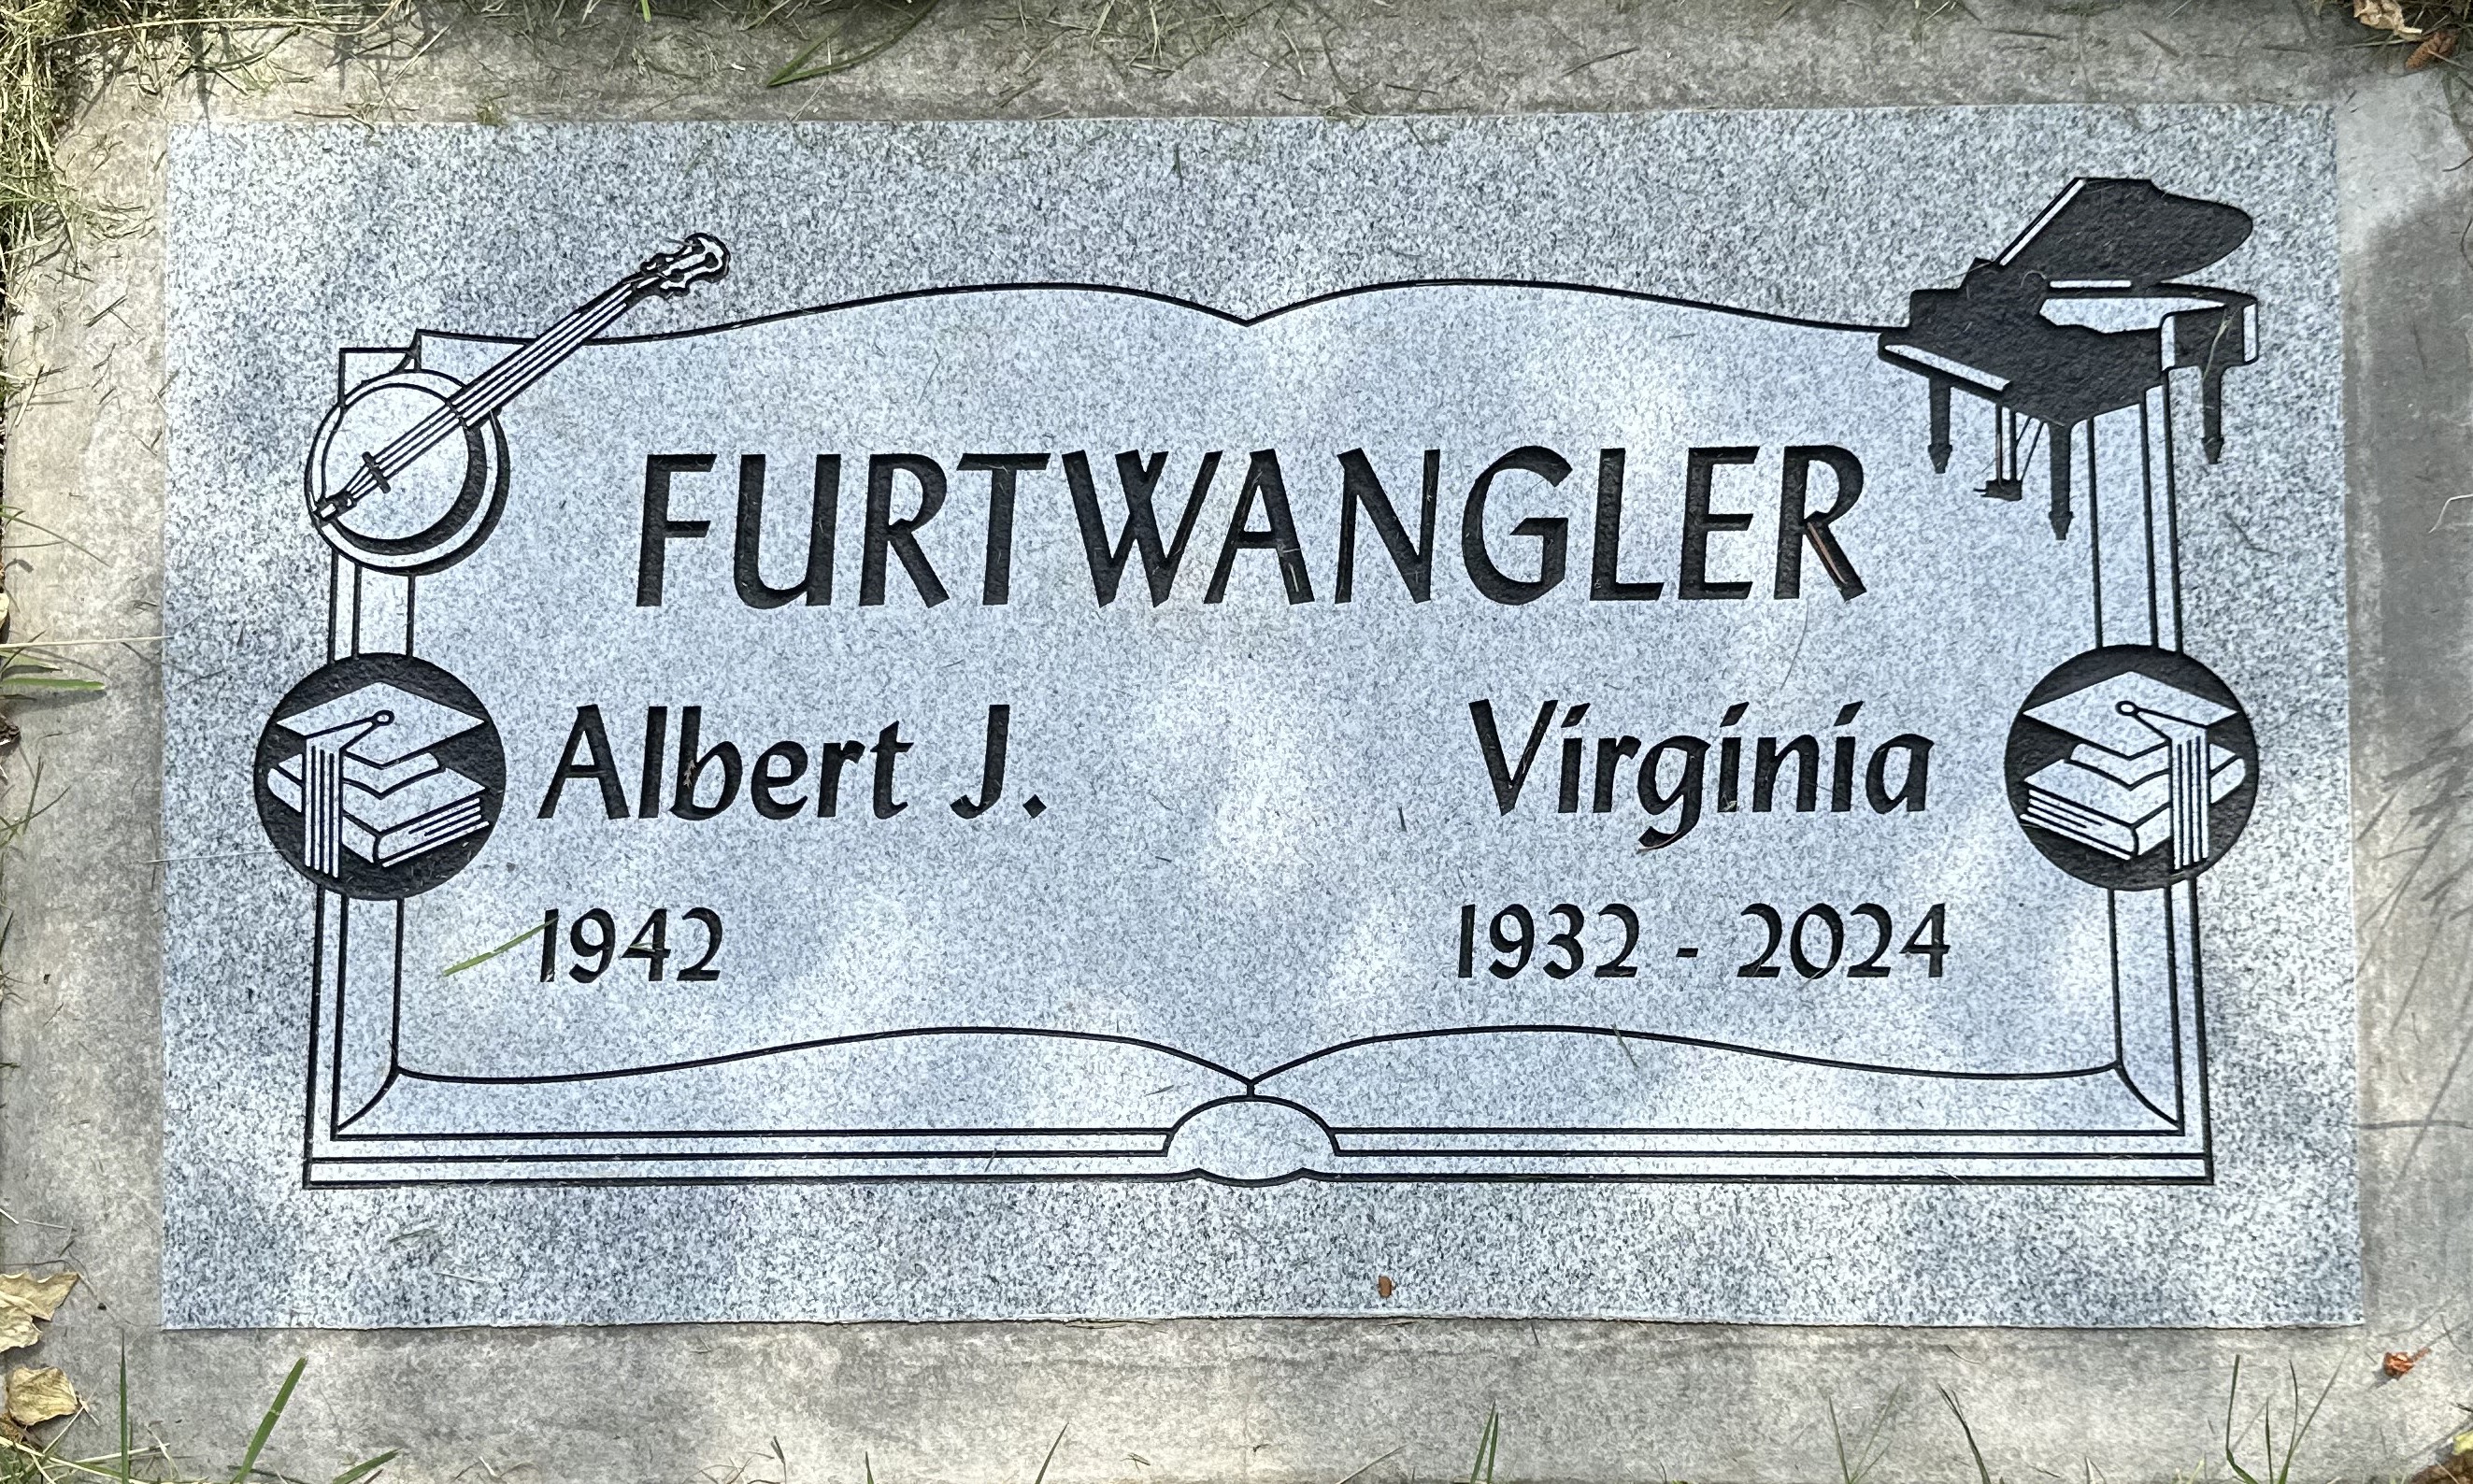 FURTWANGLER
Albert J. Virginia
1942 1932 - 2024